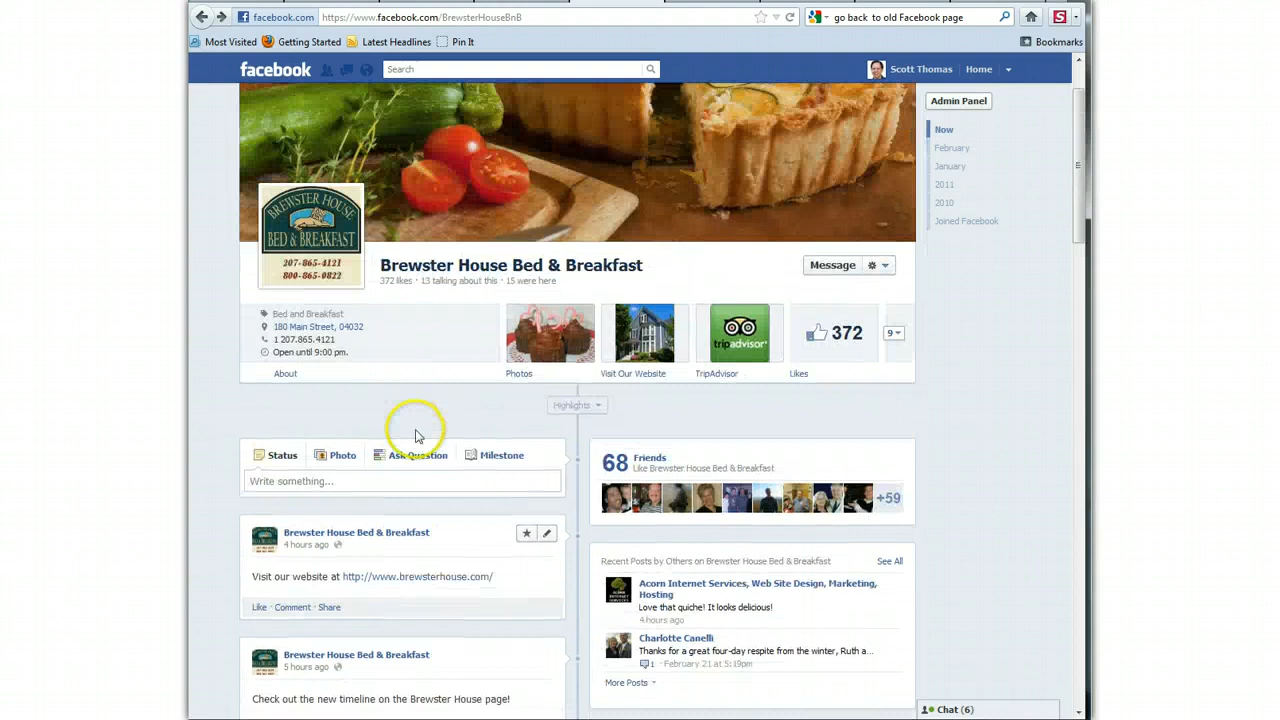 facebook.com
https://www.facebook.com/BrewsterHouseBnB
go back to old Facebook page
Most Visited
Getting Started
Latest Headlines
Pin It
Bookmarks
facebook
Search
Scott Thomas
Home
Admin Panel
Now
February
January
2011
2010
Joined Facebook
BREWSTER HOUSE
BED & BREAKFAST
207-865-4121
800-865-0822
Brewster House Bed & Breakfast
372 likes · 13 talking about this · 15 were here
Message
Bed and Breakfast
180 Main Street, 04032
1 207.865.4121
Open until 9:00 pm.
About
Photos
Visit Our Website
tripadvisor
TripAdvisor
372
Likes
9
Highlights
Status
Photo
Ask Question
Milestone
Write something...
Brewster House Bed & Breakfast
4 hours ago
Visit our website at http://www.brewsterhouse.com/
Like · Comment · Share
Brewster House Bed & Breakfast
5 hours ago
Check out the new timeline on the Brewster House page!
68
Friends
Like Brewster House Bed & Breakfast
+59
Recent Posts by Others on Brewster House Bed & Breakfast
See All
Acorn Internet Services, Web Site Design, Marketing,
Hosting
Love that quiche! It looks delicious!
4 hours ago
Charlotte Canelli
Thanks for a great four-day respite from the winter, Ruth a...
1 · February 21 at 5:19pm
More Posts
Chat (6)